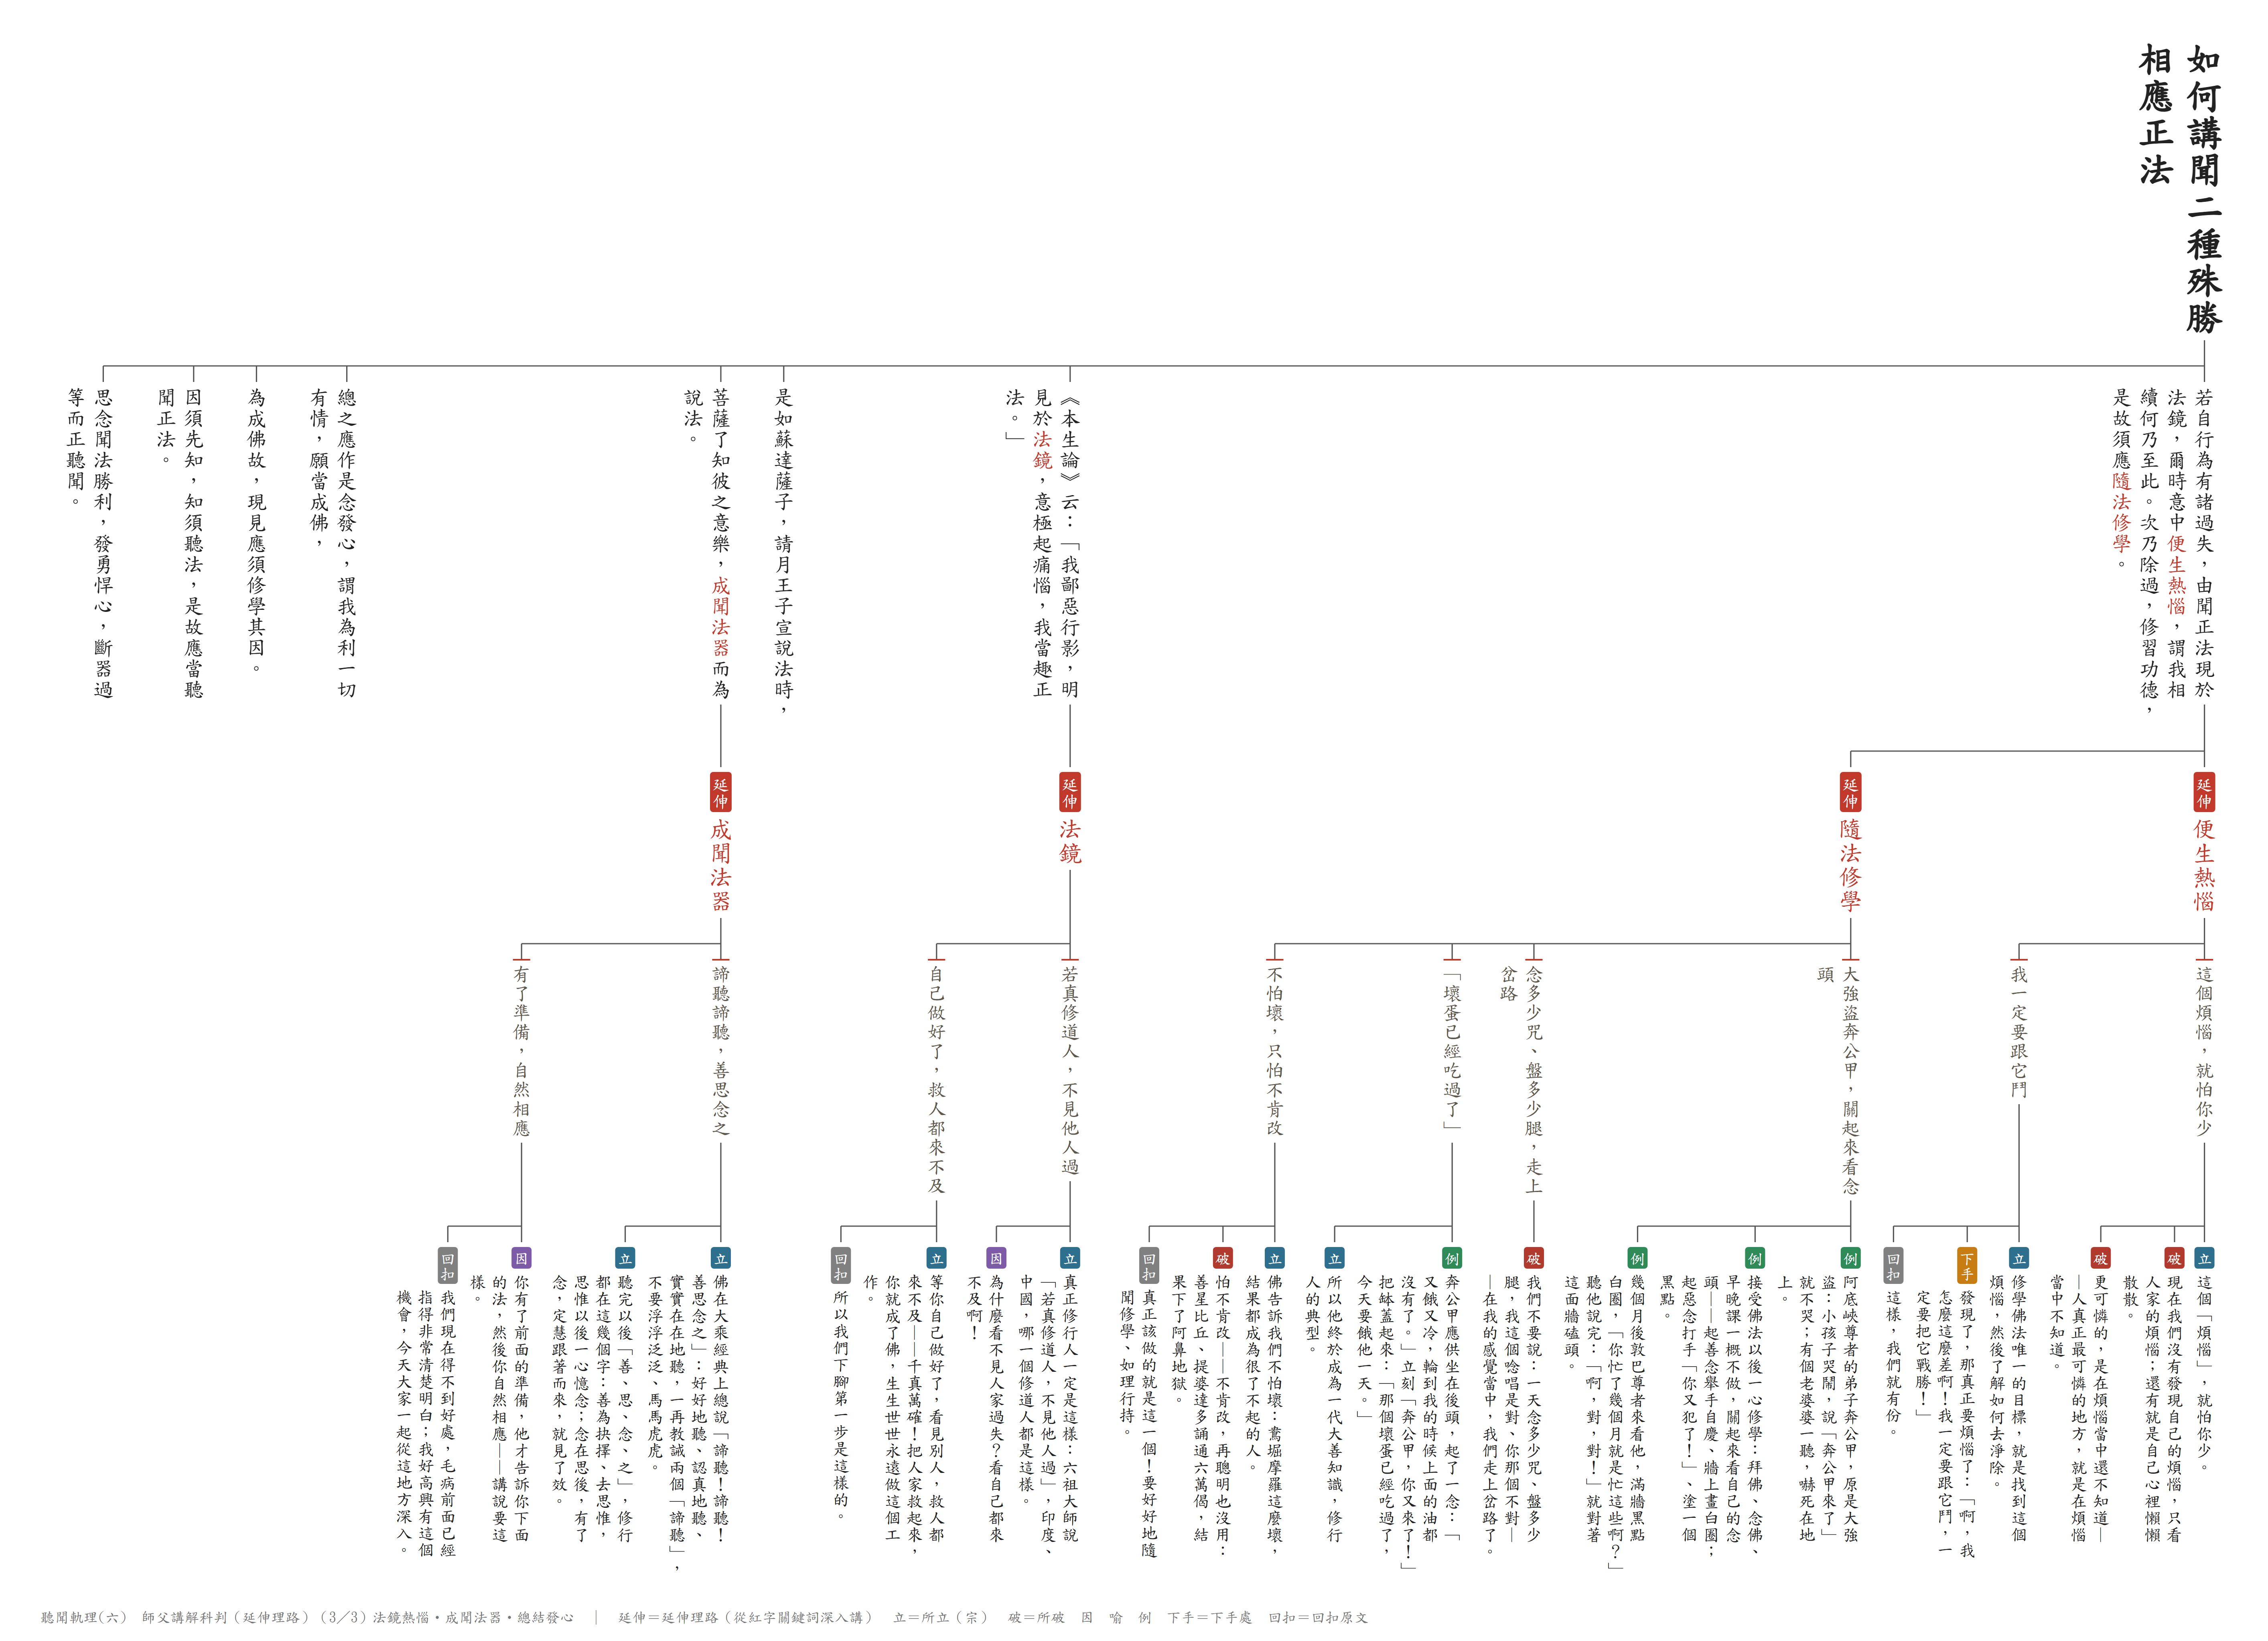 如何講聞二種殊勝
相應正法
若自行為有諸過失，由聞正法現於
法鏡，爾時意中便生熱惱，謂我相
續何乃至此。次乃除過，修習功德，
是故須應隨法修學。
《本生論》云：「我鄙惡行影，明
見於法鏡，意極起痛惱，我當趣正
法。」
是如蘇達薩子，請月王子宣說法時，
菩薩了知彼之意樂，成聞法器而為
說法。
總之應作是念發心，謂我為利一切
有情，願當成佛，
為成佛故，現見應須修學其因。
因須先知，知須聽法，是故應當聽
聞正法。
思念聞法勝利，發勇悍心，斷器過
等而正聽聞。
延伸
便生熱惱
延伸
隨法修學
延伸
法鏡
延伸
成聞法器
這個煩惱，就怕你少
我一定要跟它鬥
大強盜奔公甲，關起來看念
頭
念多少咒、盤多少腿，走上
岔路
「壞蛋已經吃過了」
不怕壞，只怕不肯改
若真修道人，不見他人過
自己做好了，救人都來不及
諦聽諦聽，善思念之
有了準備，自然相應
立
這個「煩惱」，就怕你少。
破
現在我們沒有發現自己的煩惱，只看
人家的煩惱；還有就是自己心裡懶懶
散散。
破
更可憐的，是在煩惱當中還不知道—
—人真正最可憐的地方，就是在煩惱
當中不知道。
立
修學佛法唯一的目標，就是找到這個
煩惱，然後了解如何去淨除。
下手
發現了，那真正要煩惱了：「啊，我
怎麼這麼差啊！我一定要跟它鬥，一
定要把它戰勝！」
回扣
這樣，我們就有份。
例
阿底峽尊者的弟子奔公甲，原是大強
盜：小孩子哭鬧，說「奔公甲來了」
就不哭；有個老婆婆一聽，嚇死在地
上。
例
接受佛法以後一心修學：拜佛、念佛、
早晚課一概不做，關起來看自己的念
頭——起善念舉手自慶、牆上畫白圈；
起惡念打手「你又犯了！」、塗一個
黑點。
例
幾個月後敦巴尊者來看他，滿牆黑點
白圈，「你忙了幾個月就是忙這些啊？」
聽他說完：「啊，對，對！」就對著
這面牆磕頭。
破
我們不要說：一天念多少咒、盤多少
腿，我這個唸唱是對、你那個不對—
—在我的感覺當中，我們走上岔路了。
例
奔公甲應供坐在後頭，起了一念：「
又餓又冷，輪到我的時候上面的油都
沒有了。」立刻「奔公甲，你又來了！」
把缽蓋起來：「那個壞蛋已經吃過了，
今天要餓他一天。」
立
所以他終於成為一代大善知識，修行
人的典型。
立
佛告訴我們不怕壞：鴦堀摩羅這麼壞，
結果都成為很了不起的人。
破
怕不肯改——不肯改，再聰明也沒用：
善星比丘、提婆達多誦通六萬偈，結
果下了阿鼻地獄。
回扣
真正該做的就是這一個！要好好地隨
聞修學、如理行持。
立
真正修行人一定是這樣：六祖大師說
「若真修道人，不見他人過」，印度、
中國，哪一個修道人都是這樣。
因
為什麼看不見人家過失？看自己都來
不及啊！
立
等你自己做好了，看見別人，救人都
來不及——千真萬確！把人家救起來，
你就成了佛，生生世世永遠做這個工
作。
回扣
所以我們下腳第一步是這樣的。
立
佛在大乘經典上總說「諦聽！諦聽！
善思念之」：好好地聽、認真地聽、
實實在在地聽，一再教誡兩個「諦聽」，
不要浮浮泛泛、馬馬虎虎。
立
聽完以後「善、思、念、之」，修行
都在這幾個字：善為抉擇、去思惟，
思惟以後一心憶念；念在思後，有了
念，定慧跟著而來，就見了效。
因
你有了前面的準備，他才告訴你下面
的法，然後你自然相應——講說要這
樣。
回扣
我們現在得不到好處，毛病前面已經
指得非常清楚明白；我好高興有這個
機會，今天大家一起從這地方深入。
聽聞軌理（六）　師父講解科判（延伸理路）（3／3）法鏡熱惱・成聞法器・總結發心　｜　延伸＝延伸理路（從紅字關鍵詞深入講）　立＝所立（宗）　破＝所破　因　喻　例　下手＝下手處　回扣＝回扣原文